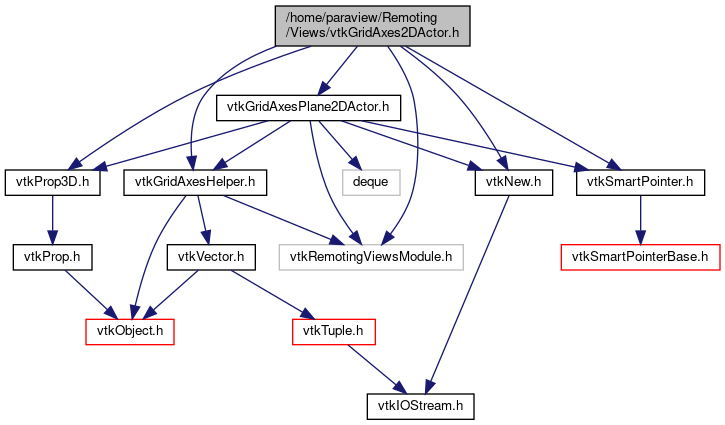 /home/paraview/Remoting
/Views/vtkGridAxes2DActor.h
vtkGridAxesPlane2DActor.h
vtkProp3D.h
vtkGridAxesHelper.h
deque
vtkNew.h
vtkSmartPointer.h
vtkProp.h
vtkVector.h
vtkRemotingViewsModule.h
vtkSmartPointerBase.h
vtkObject.h
vtkTuple.h
vtkIOStream.h